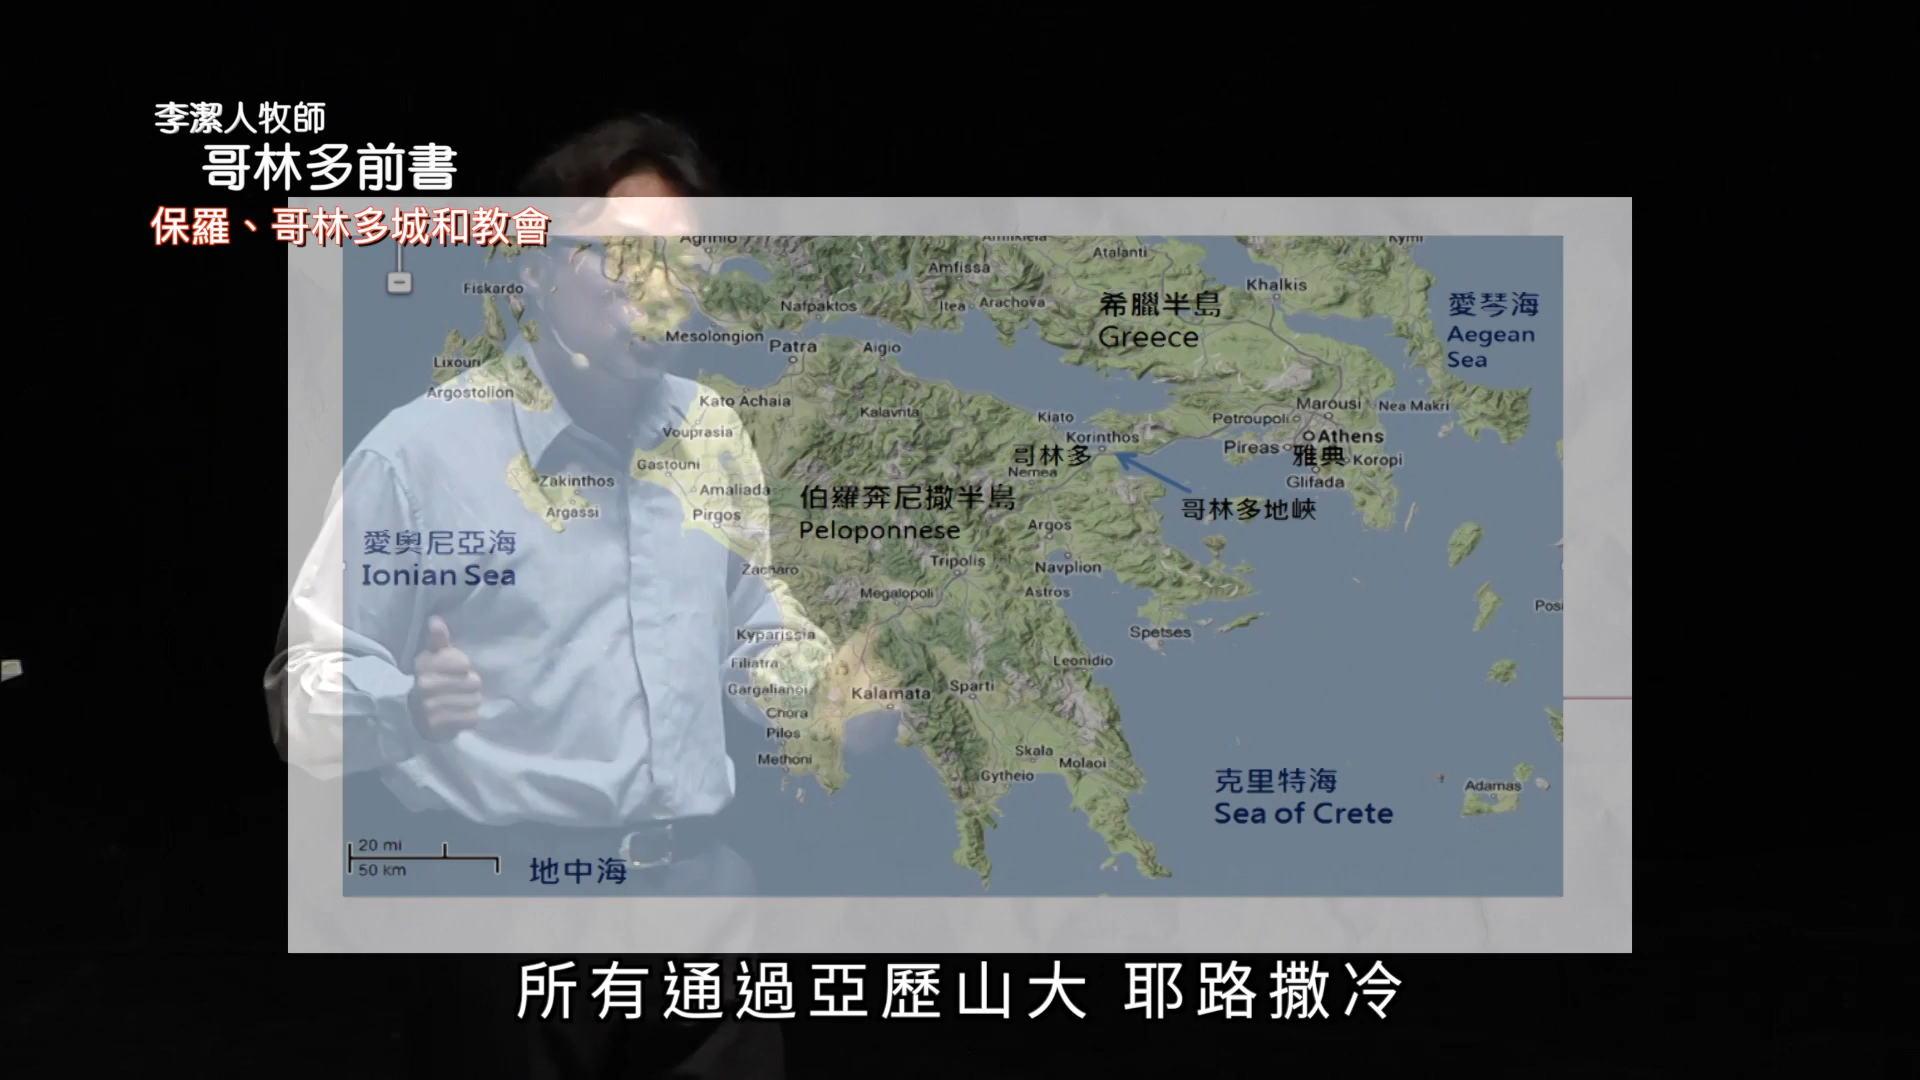 李潔人牧師
哥林多前書
保羅、哥林多城和教會
Agrinio
Amfikleia
Kymi
Atalanti
Amfissa
Khalkis
Fiskardo
Nafpaktos
Itea
Arachova
希臘半島
Greece
愛琴海
Aegean
Sea
Mesolongion
Patra
Aigio
Lixouri
Argostolion
Kato Achaia
Kalavrita
Kiato
Petroupoli
Marousi
Nea Makri
Vouprasia
Korinthos
哥林多
Nemea
Pireas
Athens
雅典
Koropi
Glifada
Gastouni
Zakinthos
Amaliada
Argassi
Pirgos
伯羅奔尼撒半島
Peloponnese
哥林多地峽
Argos
愛奧尼亞海
Ionian Sea
Zacharo
Tripolis
Navplion
Megalopoli
Astros
Kyparissia
Spetses
Filiatra
Leonidio
Gargalianoi
Kalamata
Sparti
Chora
Pilos
Methoni
Skala
Molaoi
Gytheio
克里特海
Sea of Crete
Adamas
20 mi
50 km
地中海
所有通過亞歷山大 耶路撒冷